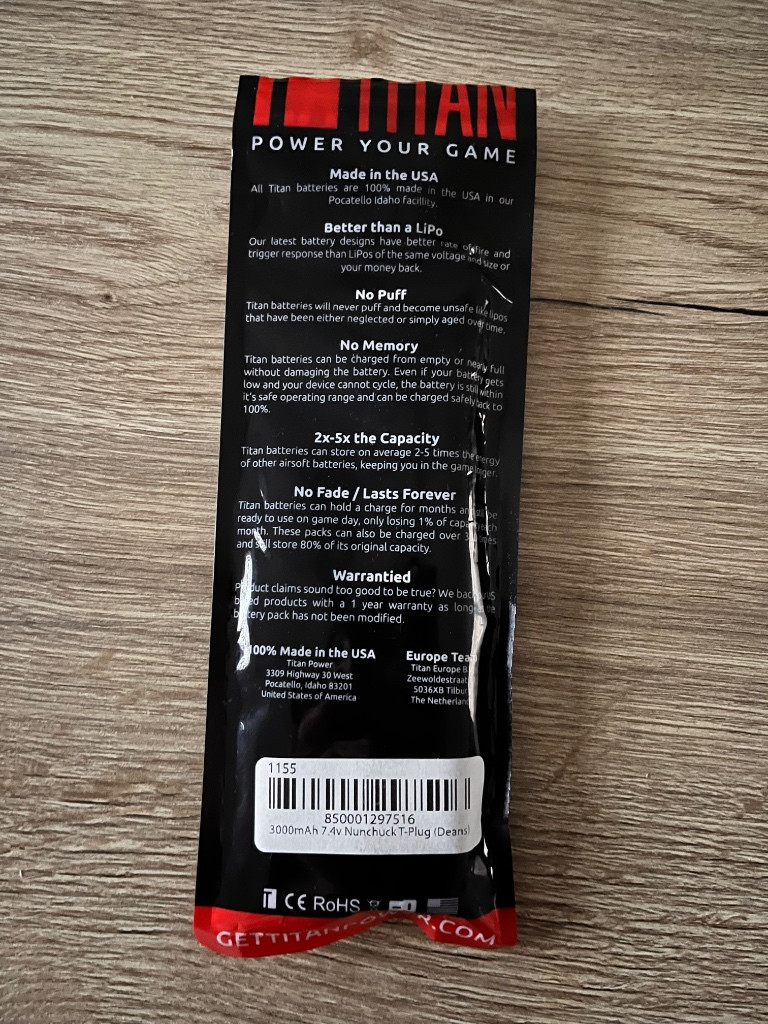 TITAN
POWER YOUR GAME
Made in the USA
All Titan batteries are 100% made in the USA in our
Pocatello Idaho facillity.
Better than a LiPo
Our latest battery designs have better rate of fire and
trigger response than LiPos of the same voltage and size or
your money back.
No Puff
Titan batteries will never puff and become unsafe like lipos
that have been either neglected or simply aged over time.
No Memory
Titan batteries can be charged from empty or nearly full
without damaging the battery. Even if your battery gets
low and your device cannot cycle, the battery is still within
it's safe operating range and can be charged safely back to
100%.
2x-5x the Capacity
Titan batteries can store on average 2-5 times the energy
of other airsoft batteries, keeping you in the game longer.
No Fade / Lasts Forever
Titan batteries can hold a charge for months and still be
ready to use on game day, only losing 1% of capacity each
month. These packs can also be charged over
and still store 80% of its original capacity.
Warrantied
Product claims sound too good to be true? We back
based products with a 1 year warranty as long as the
battery pack has not been modified.
100% Made in the USA
Titan Power
3309 Highway 30 West
Pocatello, Idaho 83201
United States of America
Europe Team
Titan Europe
Zeewoldestraat
5036XB Tilbur
The Netherland
1155
850001297516
3000mAh 7.4v Nunchuck T-Plug (Deans)
CE RoHS
GETTITANPOWER.COM